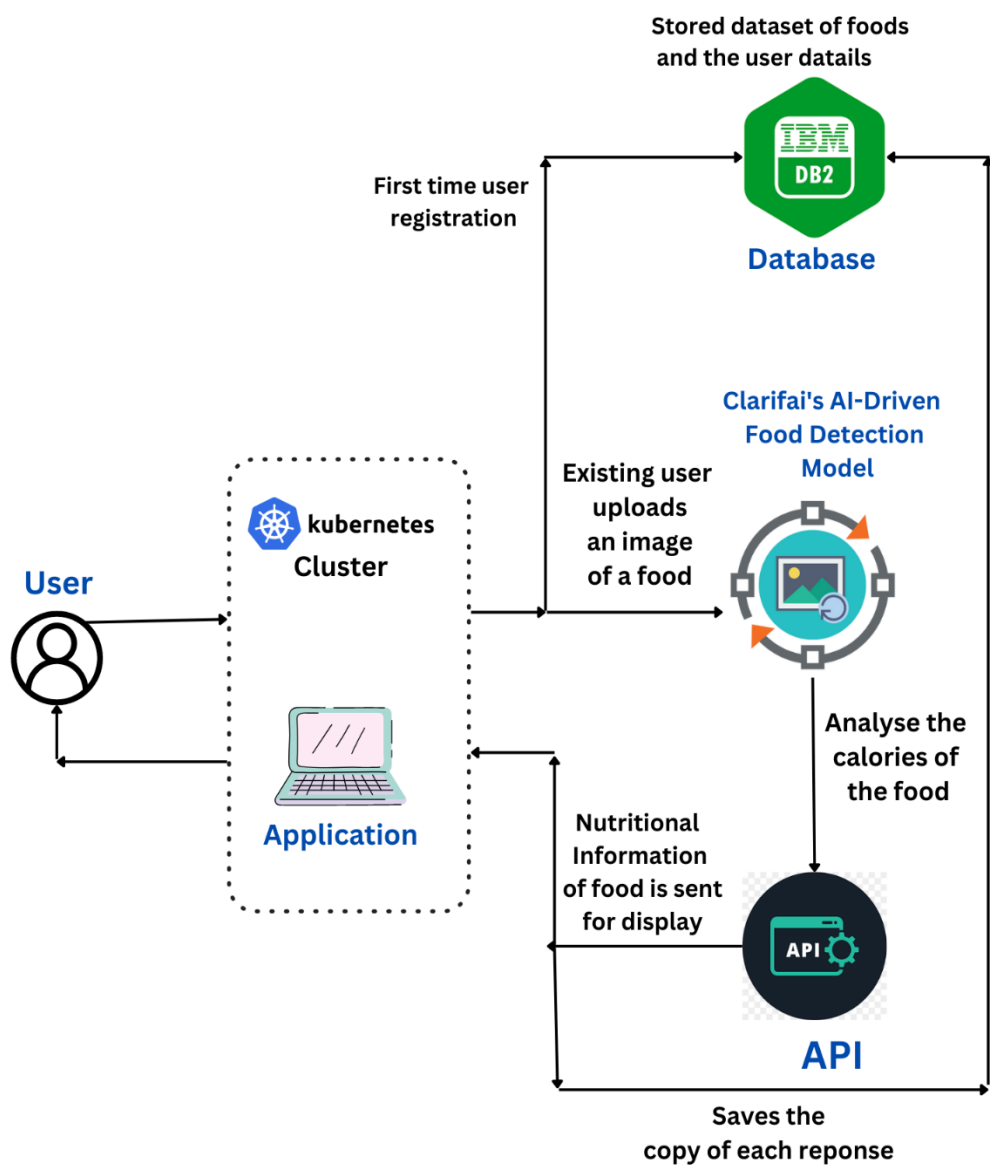 Stored dataset of foods
and the user datails
IBM
DB2
Database
First time user
registration
Clarifai's AI-Driven
Food Detection
Model
Existing user
uploads
an image
of a food
kubernetes
Cluster
User
Application
Analyse the
calories of
the food
Nutritional
Information
of food is sent
for display
API
API
Saves the
copy of each reponse